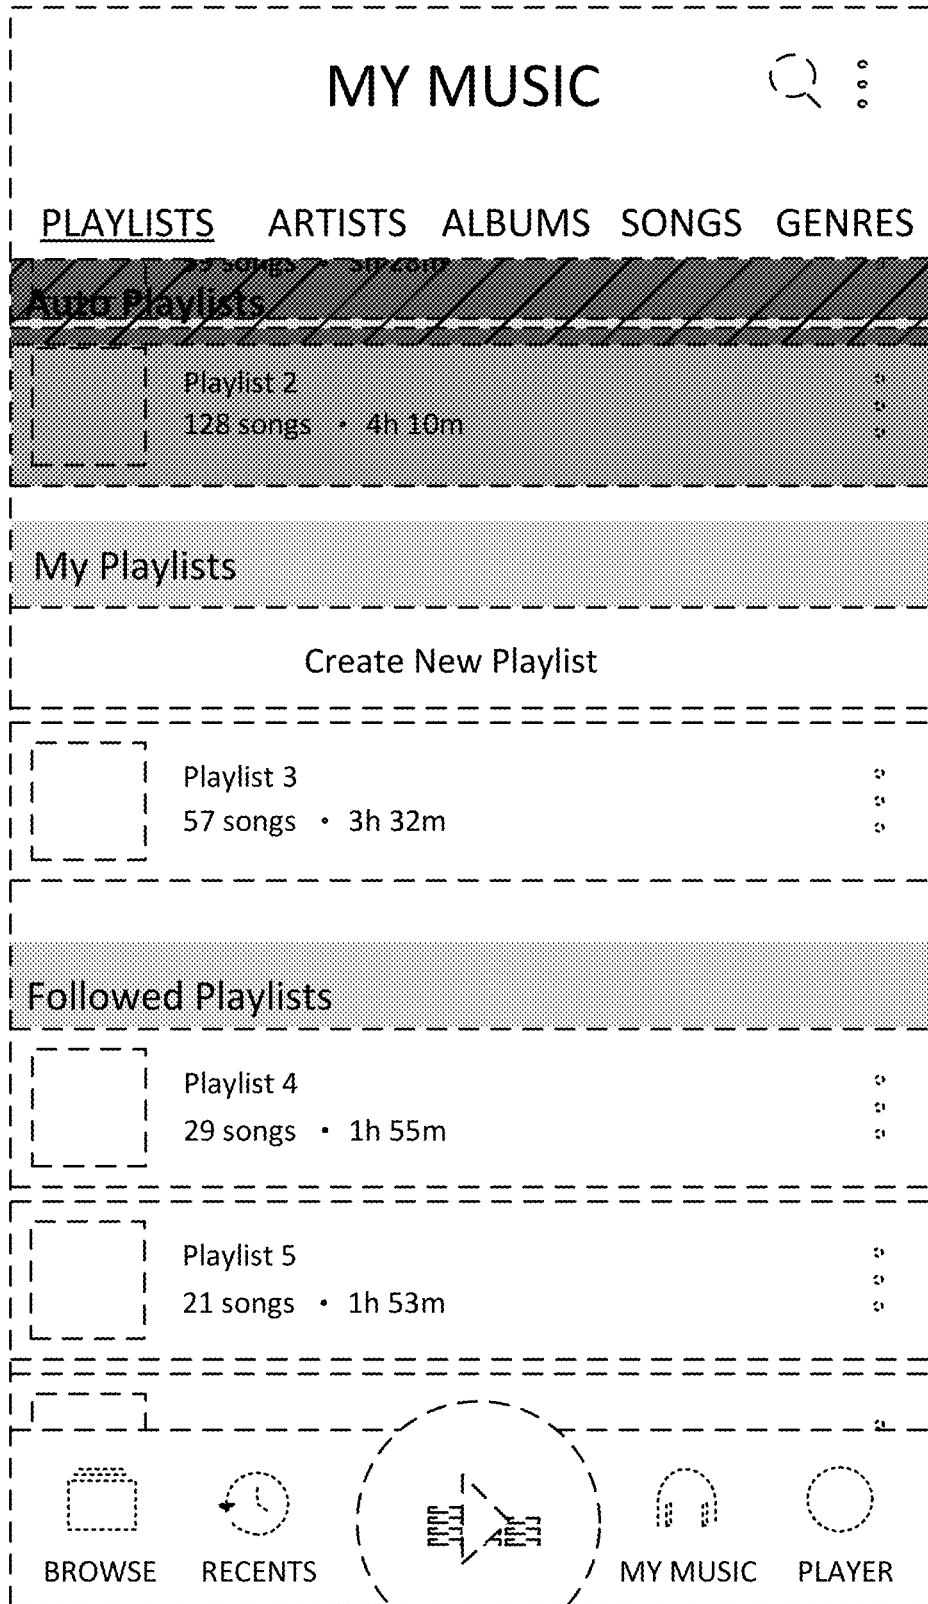 MY MUSIC
PLAYLISTS ARTISTS ALBUMS SONGS GENRES
songs •
Auto Playlists
Playlist 2
128 songs • 4h 10m
My Playlists
Create New Playlist
Playlist 3
57 songs • 3h 32m
Followed Playlists
Playlist 4
29 songs • 1h 55m
Playlist 5
21 songs • 1h 53m
BROWSE RECENTS MY MUSIC PLAYER